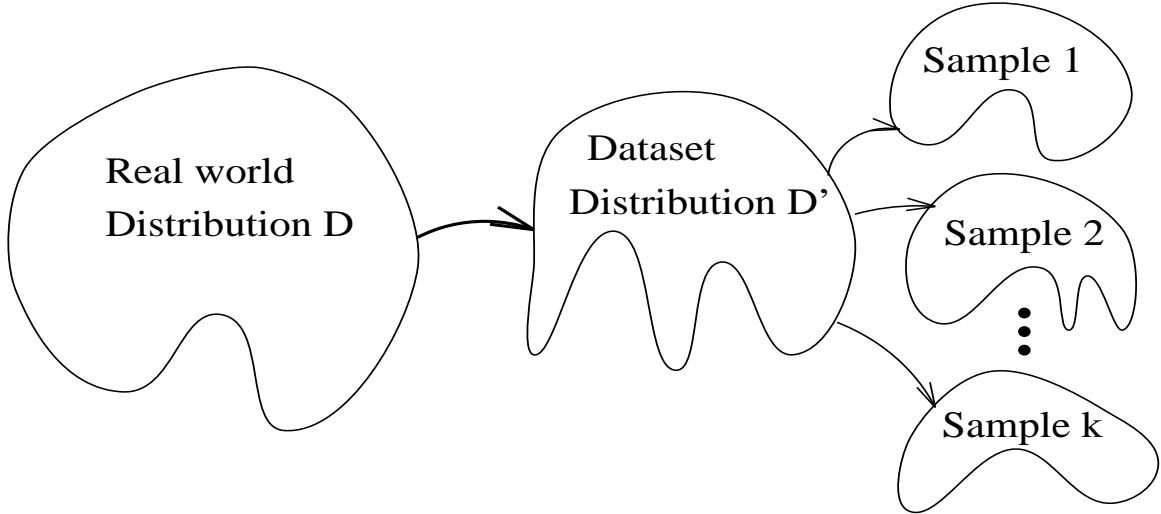 Real world
Distribution D
Dataset
Distribution D’
Sample 1
Sample 2
Sample k